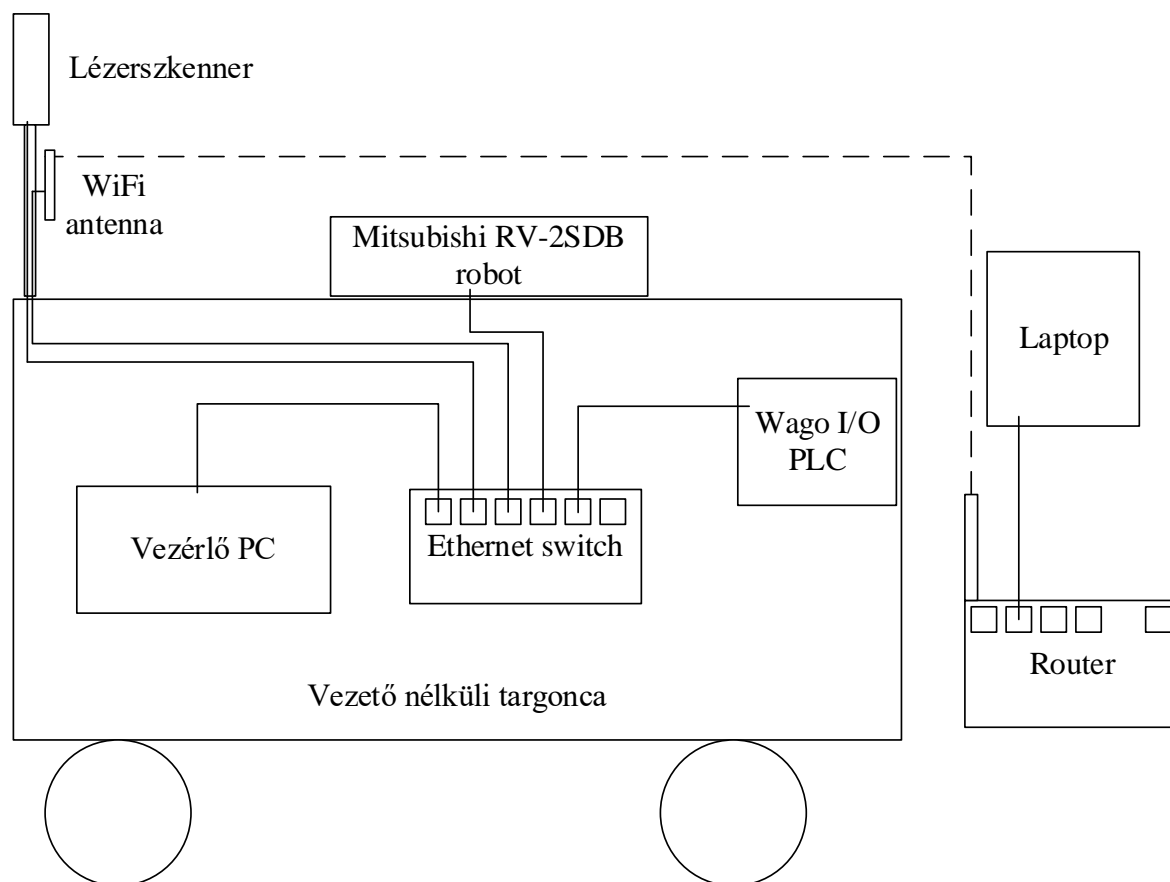 Lézerszkenner
WiFi
antenna
Mitsubishi RV-2SDB
robot
Laptop
Wago I/O
PLC
Vezérlő PC
Ethernet switch
Router
Vezető nélküli targonca